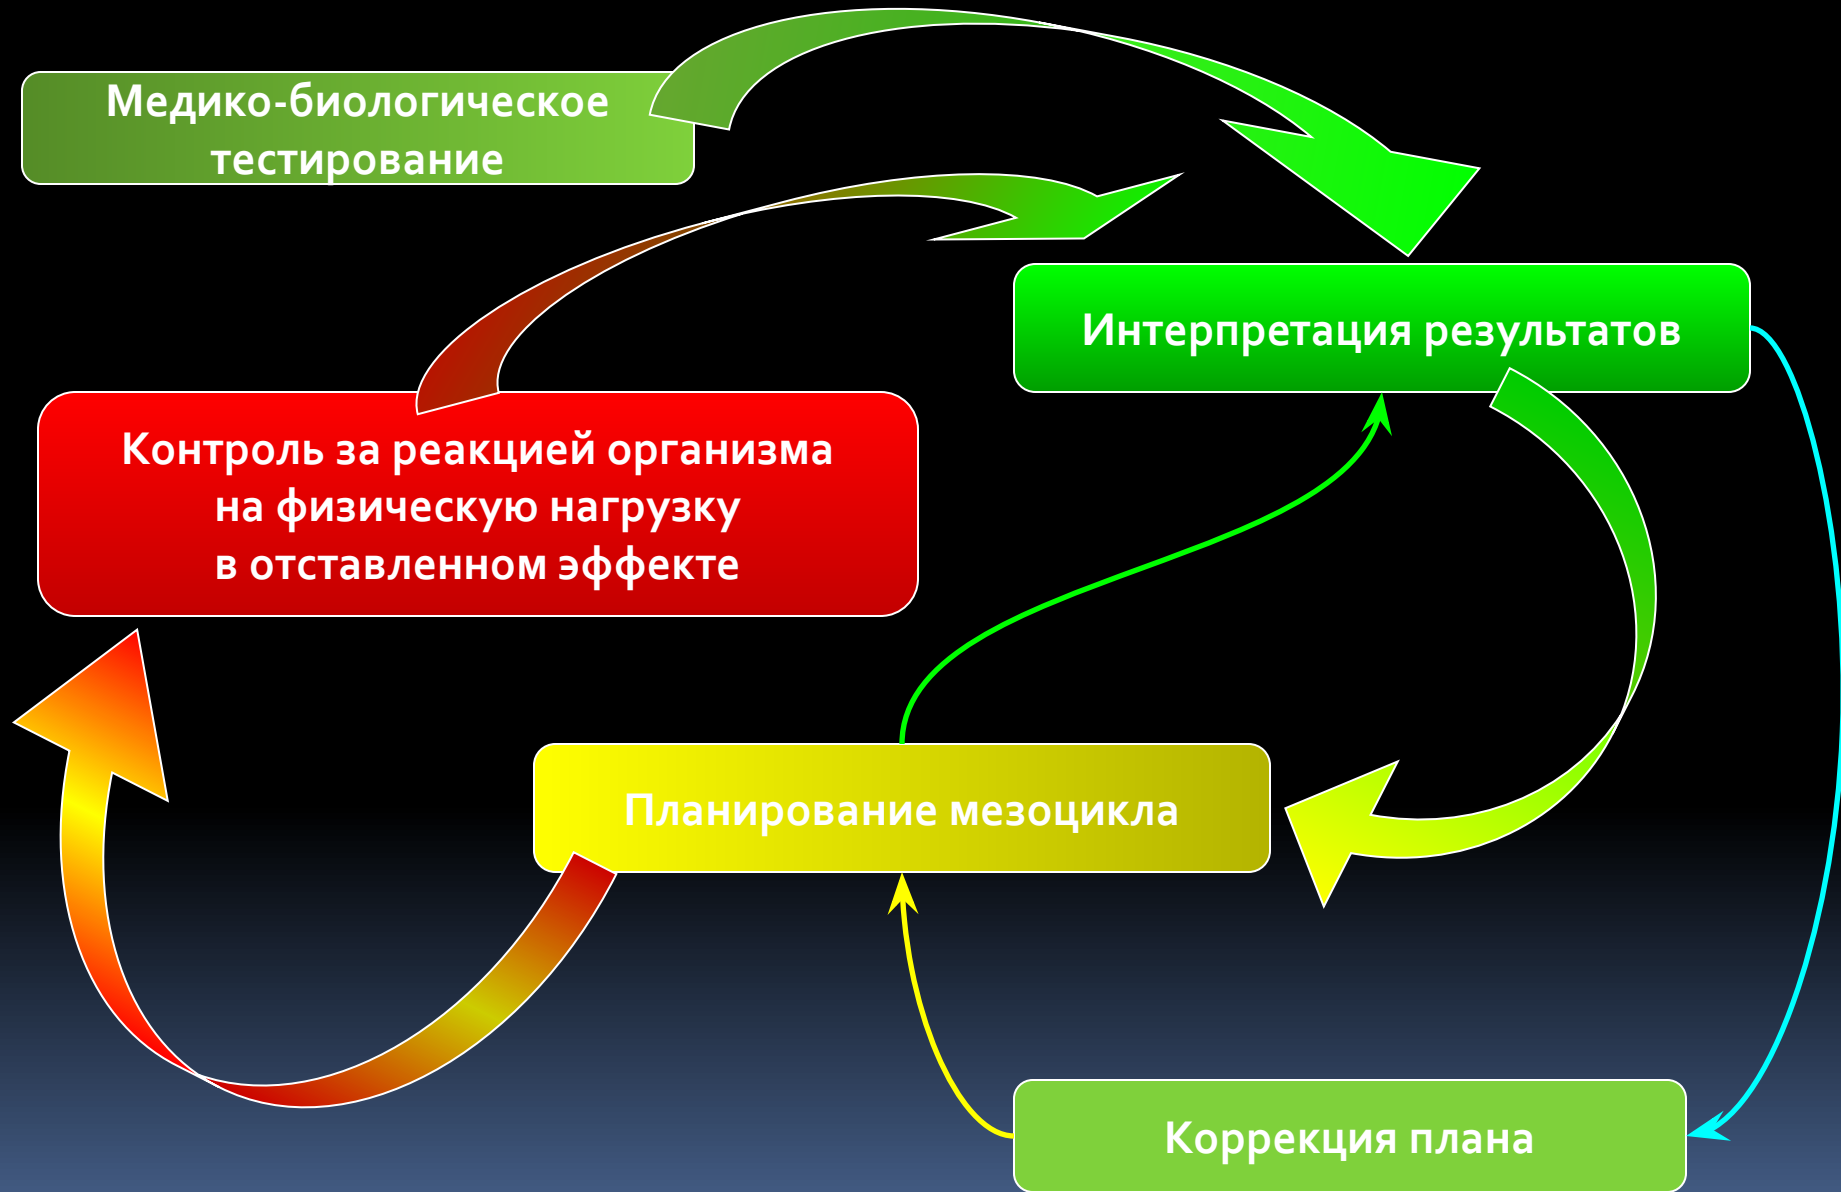 Медико-биологическое
тестирование
Интерпретация результатов
Контроль за реакцией организма
на физическую нагрузку
в отставленном эффекте
Планирование мезоцикла
Коррекция плана